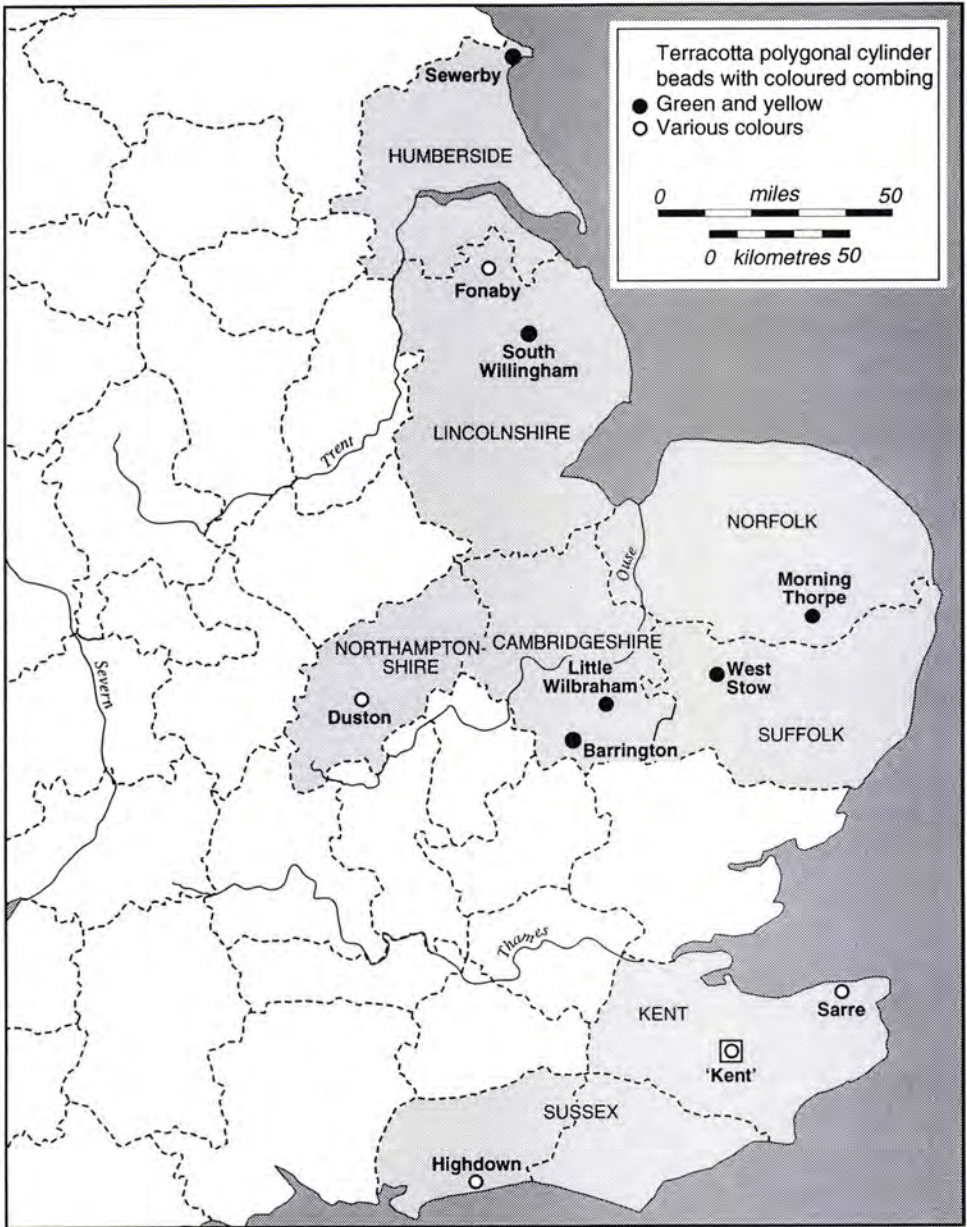 Terracotta polygonal cylinder
beads with coloured combing
Green and yellow
Various colours
0 miles 50
0 kilometres 50
Sewerby
HUMBERSIDE
Fonaby
South
Willingham
LINCOLNSHIRE
Trent
NORFOLK
Ouse
Morning
Thorpe
NORTHAMPTON-
SHIRE
CAMBRIDGESHIRE
Little
Wilbraham
West
Stow
Severn
Duston
Barrington
SUFFOLK
Thames
KENT
Sarre
'Kent'
SUSSEX
Highdown